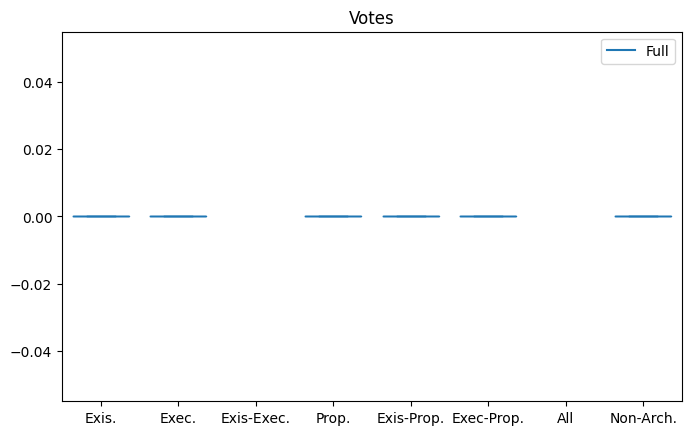 Votes
Full
0.04
0.02
0.00
−0.02
−0.04
Exis. Exec. Exis-Exec. Prop. Exis-Prop. Exec-Prop. All Non-Arch.